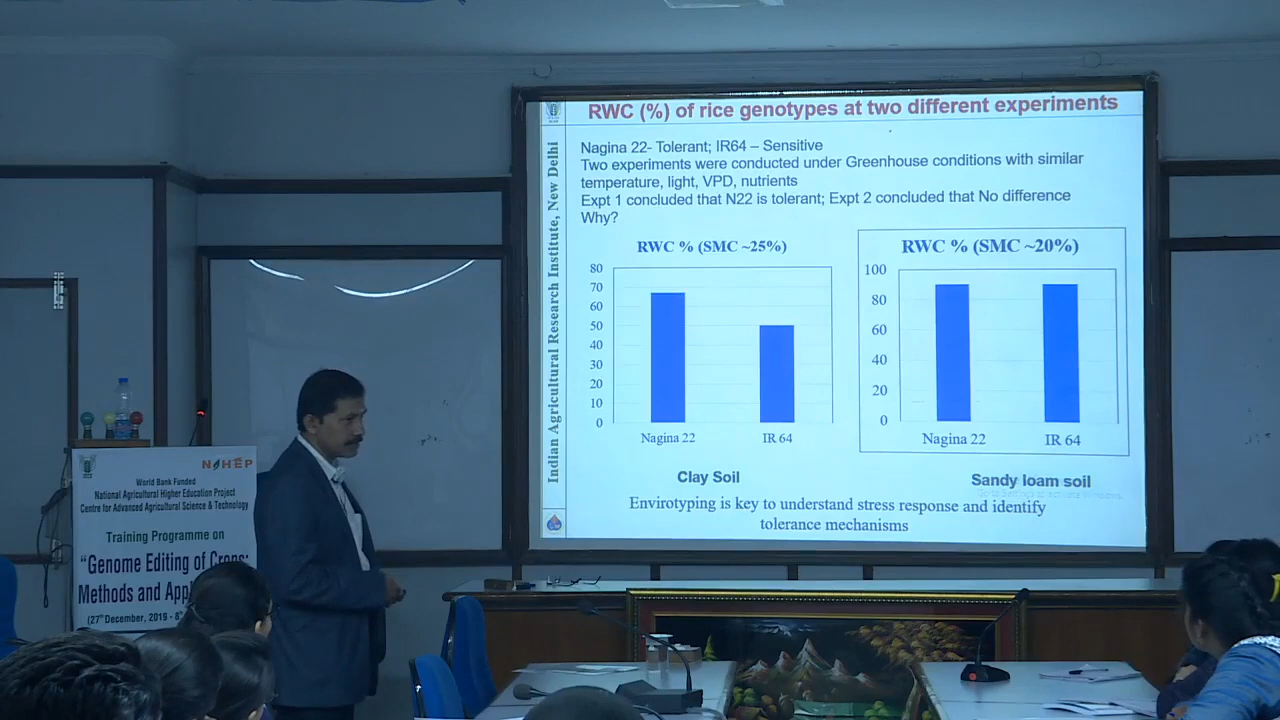 RWC (%) of rice genotypes at two different experiments
Indian Agricultural Research Institute, New Delhi
Nagina 22- Tolerant; IR64 – Sensitive
Two experiments were conducted under Greenhouse conditions with similar
temperature, light, VPD, nutrients
Expt 1 concluded that N22 is tolerant; Expt 2 concluded that No difference
Why?
RWC % (SMC ~25%)
80
70
60
50
40
30
20
10
0
Nagina 22 IR 64
Clay Soil
RWC % (SMC ~20%)
100
80
60
40
20
0
Nagina 22 IR 64
Sandy loam soil
Go to Settings to activate Windows.
Envirotyping is key to understand stress response and identify
tolerance mechanisms
NAHEP
World Bank Funded
National Agricultural Higher Education Project
Centre for Advanced Agricultural Science & Technology
Training Programme on
"Genome Editing of Crops:
Methods and
(27th December, 2019 -